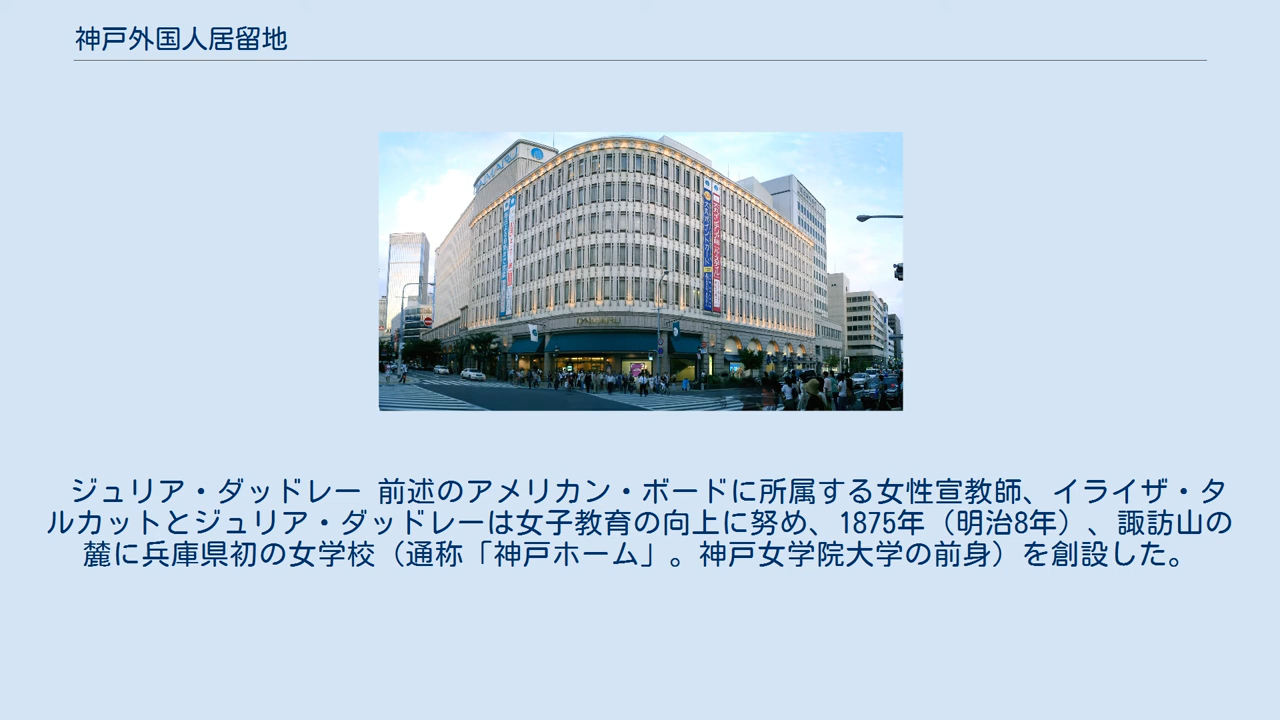 神戸外国人居留地
DAIMARU
ジュリア・ダッドレー 前述のアメリカン・ボードに所属する女性宣教師、イライザ・タ
ルカットとジュリア・ダッドレーは女子教育の向上に努め、1875年（明治8年）、諏訪山の
麓に兵庫県初の女学校（通称「神戸ホーム」。神戸女学院大学の前身）を創設した。